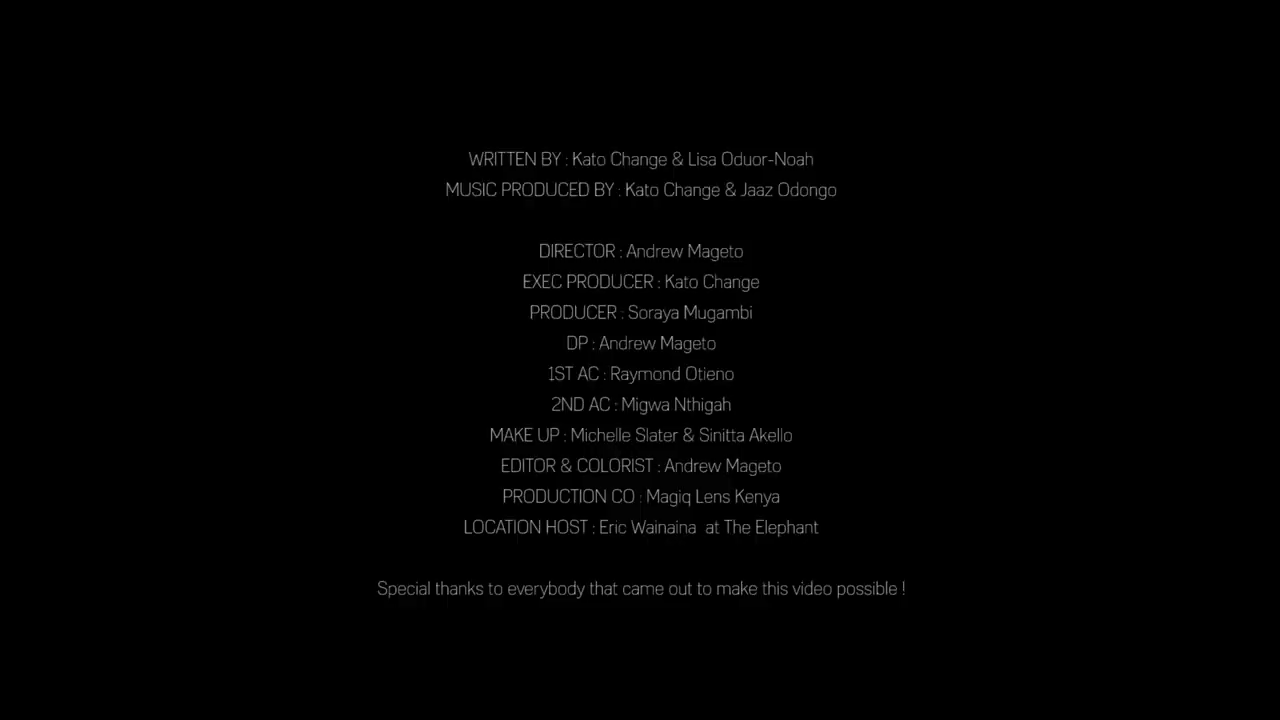 WRITTEN BY : Kato Change & Lisa Oduor-Noah
MUSIC PRODUCED BY : Kato Change & Jaaz Odongo
DIRECTOR : Andrew Mageto
EXEC PRODUCER : Kato Change
PRODUCER : Soraya Mugambi
DP : Andrew Mageto
1ST AC : Raymond Otieno
2ND AC : Migwa Nthigah
MAKE UP : Michelle Slater & Sinitta Akello
EDITOR & COLORIST : Andrew Mageto
PRODUCTION CO : Magiq Lens Kenya
LOCATION HOST : Eric Wainaina  at The Elephant
Special thanks to everybody that came out to make this video possible !